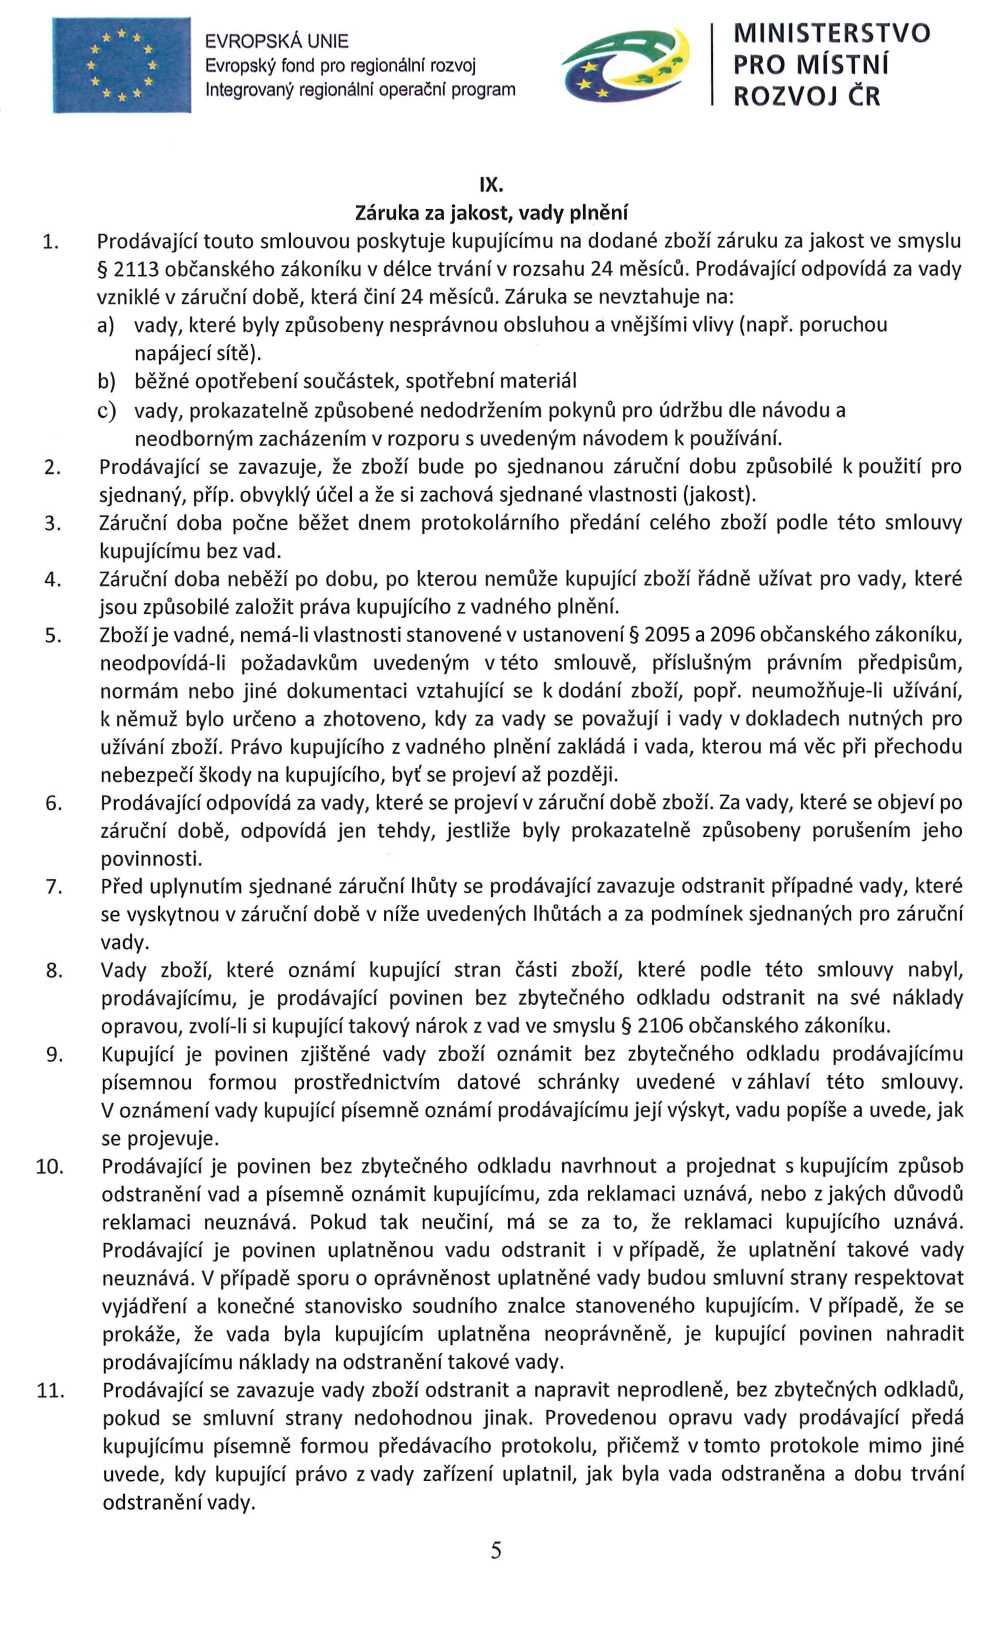 EVROPSKÁ UNIE
Evropský fond pro regionální rozvoj
Integrovaný regionální operační program
MINISTERSTVO
PRO MÍSTNÍ
ROZVOJ ČR
IX.
Záruka za jakost, vady plnění
1. Prodávající touto smlouvou poskytuje kupujícímu na dodané zboží záruku za jakost ve smyslu
§ 2113 občanského zákoníku v délce trvání v rozsahu 24 měsíců. Prodávající odpovídá za vady
vzniklé v záruční době, která činí 24 měsíců. Záruka se nevztahuje na:
a) vady, které byly způsobeny nesprávnou obsluhou a vnějšími vlivy (např. poruchou
napájecí sítě).
b) běžné opotřebení součástek, spotřební materiál
c) vady, prokazatelně způsobené nedodržením pokynů pro údržbu dle návodu a
neodborným zacházením v rozporu s uvedeným návodem k používání.
2. Prodávající se zavazuje, že zboží bude po sjednanou záruční dobu způsobilé k použití pro
sjednaný, příp. obvyklý účel a že si zachová sjednané vlastnosti (jakost).
3. Záruční doba počne běžet dnem protokolárního předání celého zboží podle této smlouvy
kupujícímu bez vad.
4. Záruční doba neběží po dobu, po kterou nemůže kupující zboží řádně užívat pro vady, které
jsou způsobilé založit práva kupujícího z vadného plnění.
5. Zboží je vadné, nemá-li vlastnosti stanovené v ustanovení § 2095 a 2096 občanského zákoníku,
neodpovídá-li požadavkům uvedeným v této smlouvě, příslušným právním předpisům,
normám nebo jiné dokumentaci vztahující se k dodání zboží, popř. neumožňuje-li užívání,
k němuž bylo určeno a zhotoveno, kdy za vady se považují i vady v dokladech nutných pro
užívání zboží. Právo kupujícího z vadného plnění zakládá i vada, kterou má věc při přechodu
nebezpečí škody na kupujícího, byť se projeví až později.
6. Prodávající odpovídá za vady, které se projeví v záruční době zboží. Za vady, které se objeví po
záruční době, odpovídá jen tehdy, jestliže byly prokazatelně způsobeny porušením jeho
povinnosti.
7. Před uplynutím sjednané záruční lhůty se prodávající zavazuje odstranit případné vady, které
se vyskytnou v záruční době v níže uvedených lhůtách a za podmínek sjednaných pro záruční
vady.
8. Vady zboží, které oznámí kupující stran části zboží, které podle této smlouvy nabyl,
prodávajícímu, je prodávající povinen bez zbytečného odkladu odstranit na své náklady
opravou, zvolí-li si kupující takový nárok z vad ve smyslu § 2106 občanského zákoníku.
9. Kupující je povinen zjištěné vady zboží oznámit bez zbytečného odkladu prodávajícímu
písemnou formou prostřednictvím datové schránky uvedené v záhlaví této smlouvy.
V oznámení vady kupující písemně oznámí prodávajícímu její výskyt, vadu popíše a uvede, jak
se projevuje.
10. Prodávající je povinen bez zbytečného odkladu navrhnout a projednat s kupujícím způsob
odstranění vad a písemně oznámit kupujícímu, zda reklamaci uznává, nebo z jakých důvodů
reklamaci neuznává. Pokud tak neučiní, má se za to, že reklamaci kupujícího uznává.
Prodávající je povinen uplatněnou vadu odstranit i v případě, že uplatnění takové vady
neuznává. V případě sporu o oprávněnost uplatněné vady budou smluvní strany respektovat
vyjádření a konečné stanovisko soudního znalce stanoveného kupujícím. V případě, že se
prokáže, že vada byla kupujícím uplatněna neoprávněně, je kupující povinen nahradit
prodávajícímu náklady na odstranění takové vady.
11. Prodávající se zavazuje vady zboží odstranit a napravit neprodleně, bez zbytečných odkladů,
pokud se smluvní strany nedohodnou jinak. Provedenou opravu vady prodávající předá
kupujícímu písemně formou předávacího protokolu, přičemž v tomto protokole mimo jiné
uvede, kdy kupující právo z vady zařízení uplatnil, jak byla vada odstraněna a dobu trvání
odstranění vady.
5